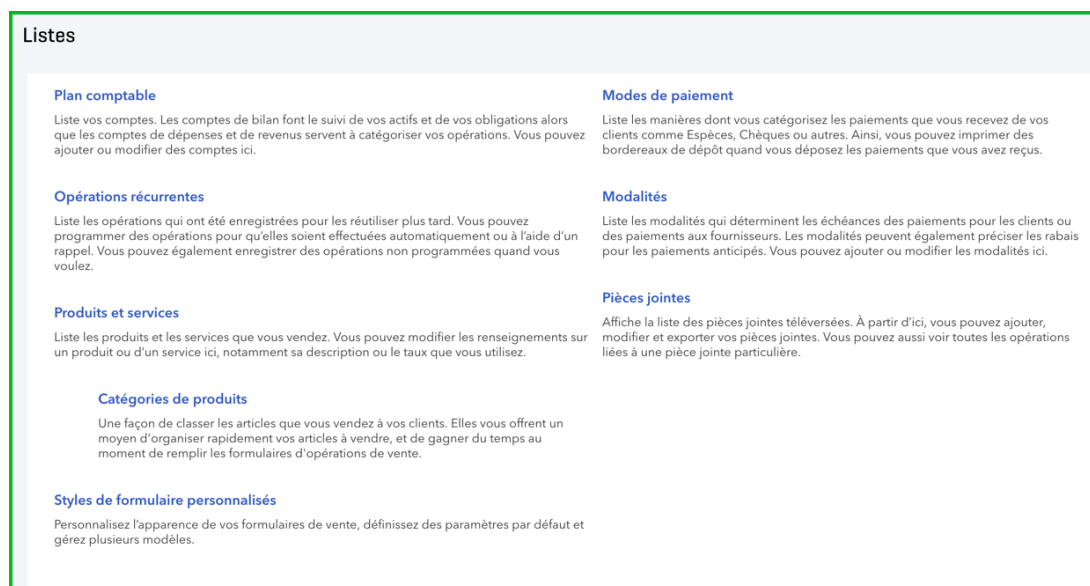 Listes
Plan comptable
Liste vos comptes. Les comptes de bilan font le suivi de vos actifs et de vos obligations alors
que les comptes de dépenses et de revenus servent à catégoriser vos opérations. Vous pouvez
ajouter ou modifier des comptes ici.
Opérations récurrentes
Liste les opérations qui ont été enregistrées pour les réutiliser plus tard. Vous pouvez
programmer des opérations pour qu'elles soient effectuées automatiquement ou à l'aide d'un
rappel. Vous pouvez également enregistrer des opérations non programmées quand vous
voulez.
Produits et services
Liste les produits et les services que vous vendez. Vous pouvez modifier les renseignements sur
un produit ou d'un service ici, notamment sa description ou le taux que vous utilisez.
Catégories de produits
Une façon de classer les articles que vous vendez à vos clients. Elles vous offrent un
moyen d'organiser rapidement vos articles à vendre, et de gagner du temps au
moment de remplir les formulaires d'opérations de vente.
Styles de formulaire personnalisés
Personnalisez l'apparence de vos formulaires de vente, définissez des paramètres par défaut et
gérez plusieurs modèles.
Modes de paiement
Liste les manières dont vous catégorisez les paiements que vous recevez de vos
clients comme Espèces, Chèques ou autres. Ainsi, vous pouvez imprimer des
bordereaux de dépôt quand vous déposez les paiements que vous avez reçus.
Modalités
Liste les modalités qui déterminent les échéances des paiements pour les clients ou
des paiements aux fournisseurs. Les modalités peuvent également préciser les rabais
pour les paiements anticipés. Vous pouvez ajouter ou modifier les modalités ici.
Pièces jointes
Affiche la liste des pièces jointes téléversées. À partir d'ici, vous pouvez ajouter,
modifier et exporter vos pièces jointes. Vous pouvez aussi voir toutes les opérations
liées à une pièce jointe particulière.